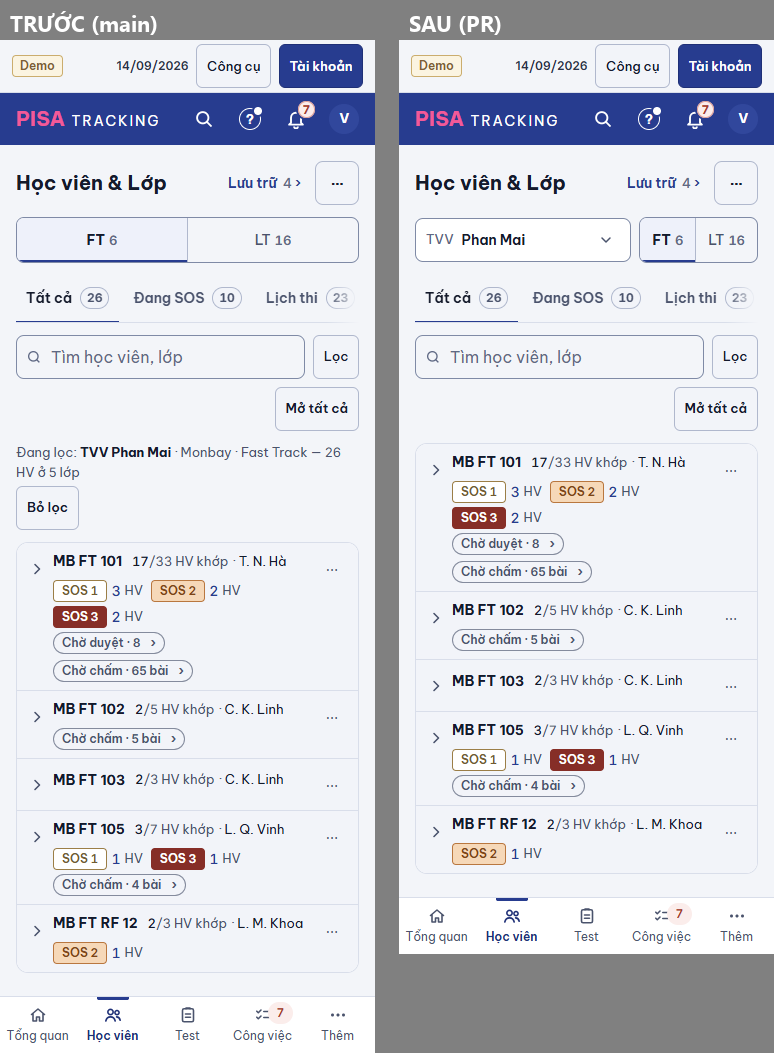 TRƯỚC (main)
Demo 14/09/2026 Công cụ Tài khoản
PISA TRACKING ? 7 V
Học viên & Lớp Lưu trữ 4 › ...
FT 6 LT 16
Tất cả 26 Đang SOS 10 Lịch thi 23
Tìm học viên, lớp Lọc
Mở tất cả
Đang lọc: TVV Phan Mai · Monbay · Fast Track — 26
HV ở 5 lớp
Bỏ lọc
MB FT 101 17/33 HV khớp · T. N. Hà ...
SOS 1 3 HV SOS 2 2 HV
SOS 3 2 HV
Chờ duyệt · 8 ›
Chờ chấm · 65 bài ›
MB FT 102 2/5 HV khớp · C. K. Linh ...
Chờ chấm · 5 bài ›
MB FT 103 2/3 HV khớp · C. K. Linh ...
MB FT 105 3/7 HV khớp · L. Q. Vinh ...
SOS 1 1 HV SOS 3 1 HV
Chờ chấm · 4 bài ›
MB FT RF 12 2/3 HV khớp · L. M. Khoa ...
SOS 2 1 HV
7
Tổng quan Học viên Test Công việc Thêm
SAU (PR)
Demo 14/09/2026 Công cụ Tài khoản
PISA TRACKING ? 7 V
Học viên & Lớp Lưu trữ 4 › ...
TVV Phan Mai FT 6 LT 16
Tất cả 26 Đang SOS 10 Lịch thi 23
Tìm học viên, lớp Lọc
Mở tất cả
MB FT 101 17/33 HV khớp · T. N. Hà ...
SOS 1 3 HV SOS 2 2 HV
SOS 3 2 HV
Chờ duyệt · 8 ›
Chờ chấm · 65 bài ›
MB FT 102 2/5 HV khớp · C. K. Linh ...
Chờ chấm · 5 bài ›
MB FT 103 2/3 HV khớp · C. K. Linh ...
MB FT 105 3/7 HV khớp · L. Q. Vinh ...
SOS 1 1 HV SOS 3 1 HV
Chờ chấm · 4 bài ›
MB FT RF 12 2/3 HV khớp · L. M. Khoa ...
SOS 2 1 HV
7
Tổng quan Học viên Test Công việc Thêm